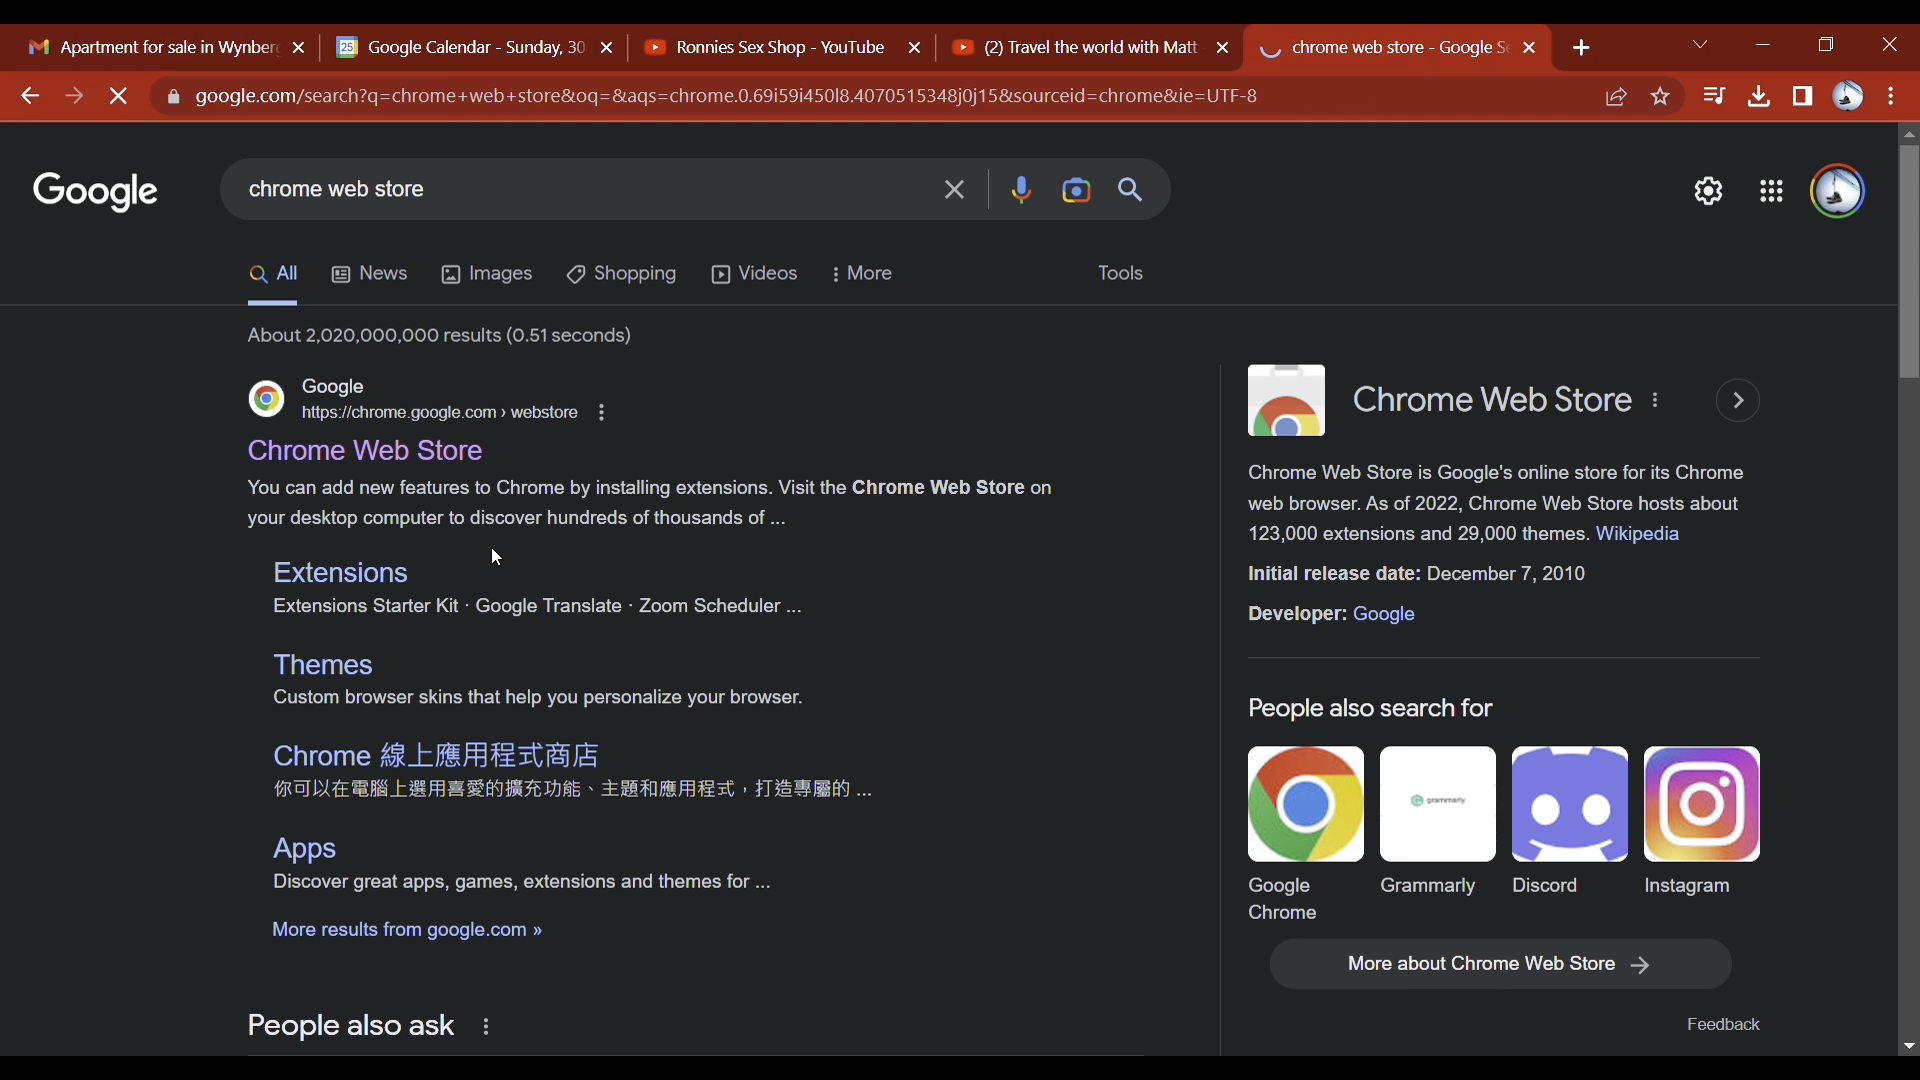 Apartment for sale in Wynber
Google Calendar - Sunday, 30
Ronnies Sex Shop - YouTube
(2) Travel the world with Matt
chrome web store - Google Se
google.com/search?q=chrome+web+store&oq=&aqs=chrome.0.69i59i450l8.4070515348j0j15&sourceid=chrome&ie=UTF-8
Google
chrome web store
All
News
Images
Shopping
Videos
More
Tools
About 2,020,000,000 results (0.51 seconds)
Google
https://chrome.google.com › webstore
Chrome Web Store
You can add new features to Chrome by installing extensions. Visit the Chrome Web Store on
your desktop computer to discover hundreds of thousands of ...
Extensions
Extensions Starter Kit · Google Translate · Zoom Scheduler ...
Themes
Custom browser skins that help you personalize your browser.
Chrome 線上應用程式商店
你可以在電腦上選用喜愛的擴充功能、主題和應用程式，打造專屬的 ...
Apps
Discover great apps, games, extensions and themes for ...
More results from google.com »
People also ask
Chrome Web Store
Chrome Web Store is Google's online store for its Chrome
web browser. As of 2022, Chrome Web Store hosts about
123,000 extensions and 29,000 themes. Wikipedia
Initial release date: December 7, 2010
Developer: Google
People also search for
grammarly
Google
Chrome
Grammarly
Discord
Instagram
More about Chrome Web Store
Feedback